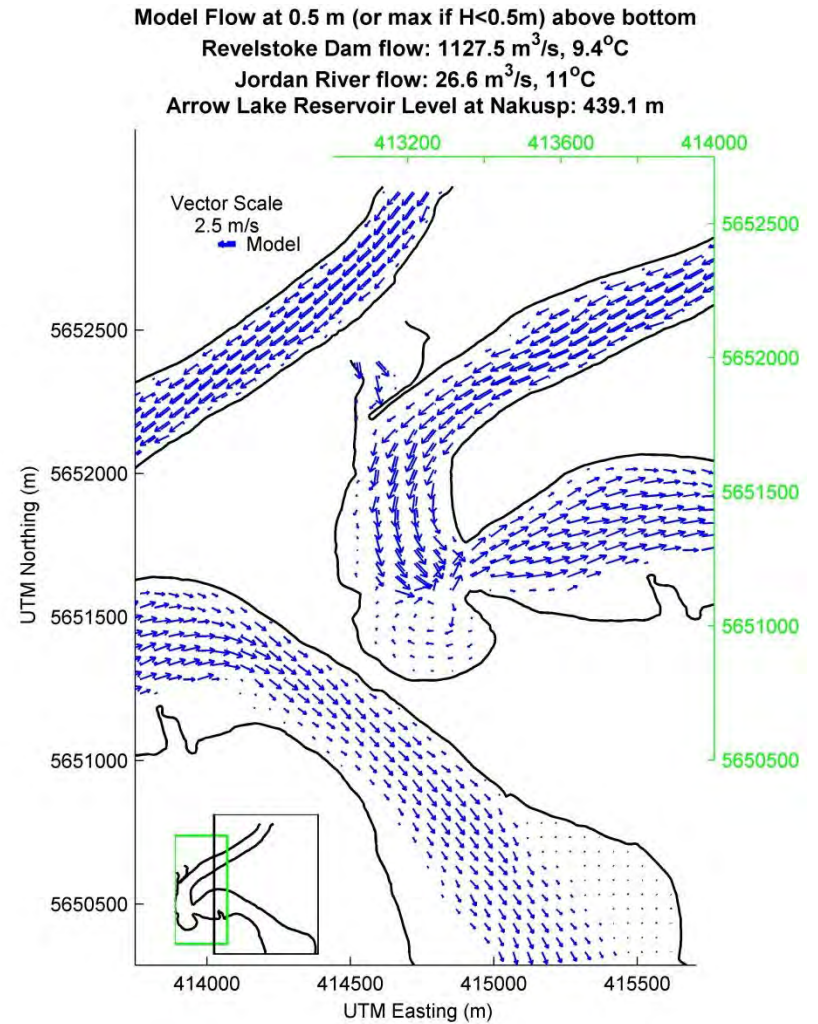 Model Flow at 0.5 m (or max if H<0.5m) above bottom
Revelstoke Dam flow: 1127.5 m³/s, 9.4°C
Jordan River flow: 26.6 m³/s, 11°C
Arrow Lake Reservoir Level at Nakusp: 439.1 m
413200 413600 414000
Vector Scale
2.5 m/s
Model
5652500
5652000
5651500
5651000
5650500
UTM Northing (m)
5652500
5652000
5651500
5651000
5650500
414000 414500 415000 415500
UTM Easting (m)